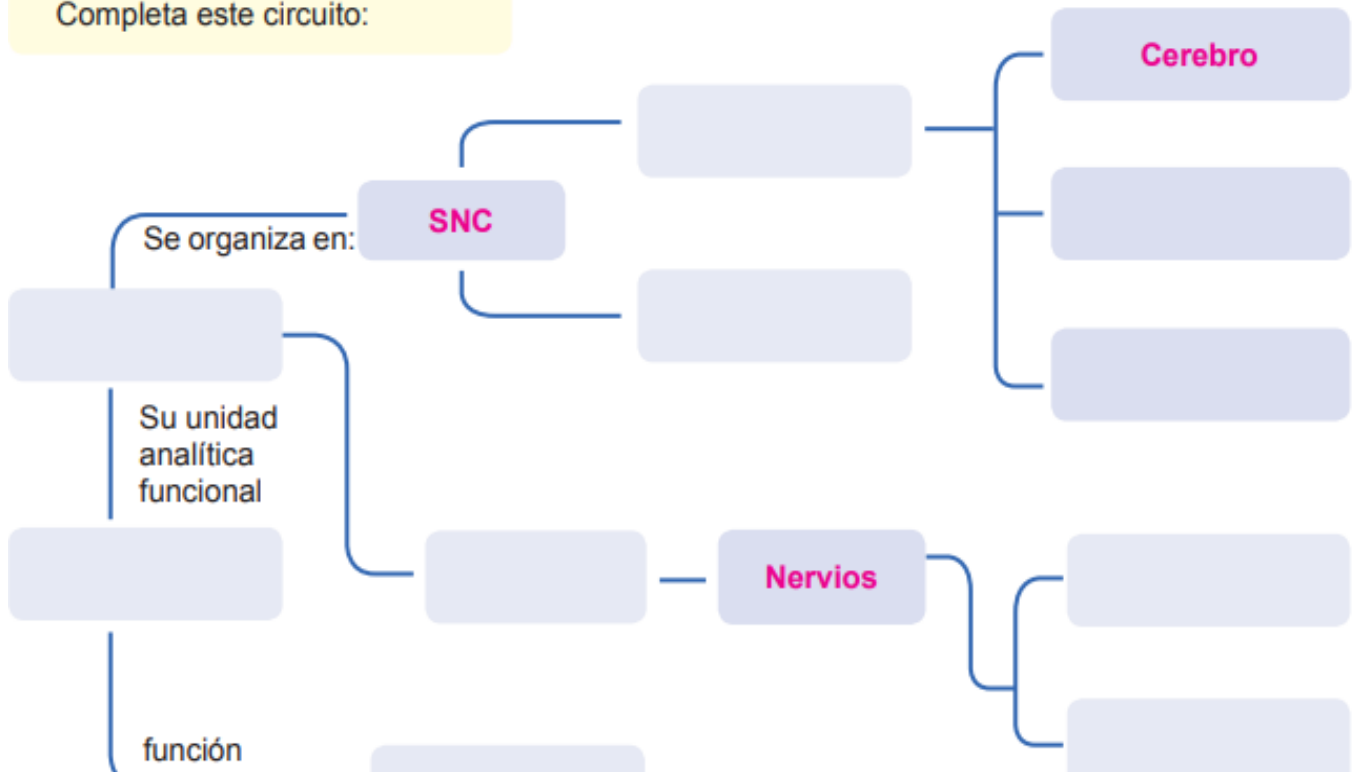 Completa este circuito:
Cerebro
SNC
Se organiza en:
Su unidad
analítica
funcional
Nervios
función